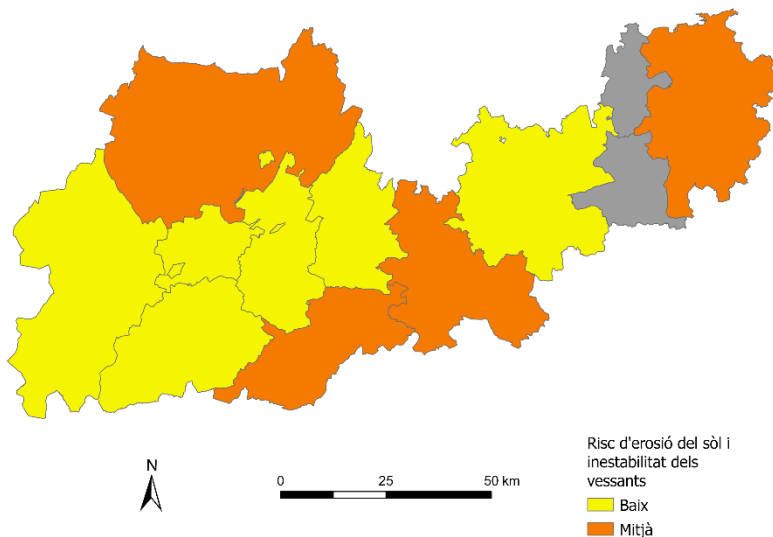 N
0 25 50 km
Risc d'erosió del sòl i
inestabilitat dels
vessants
Baix
Mitjà